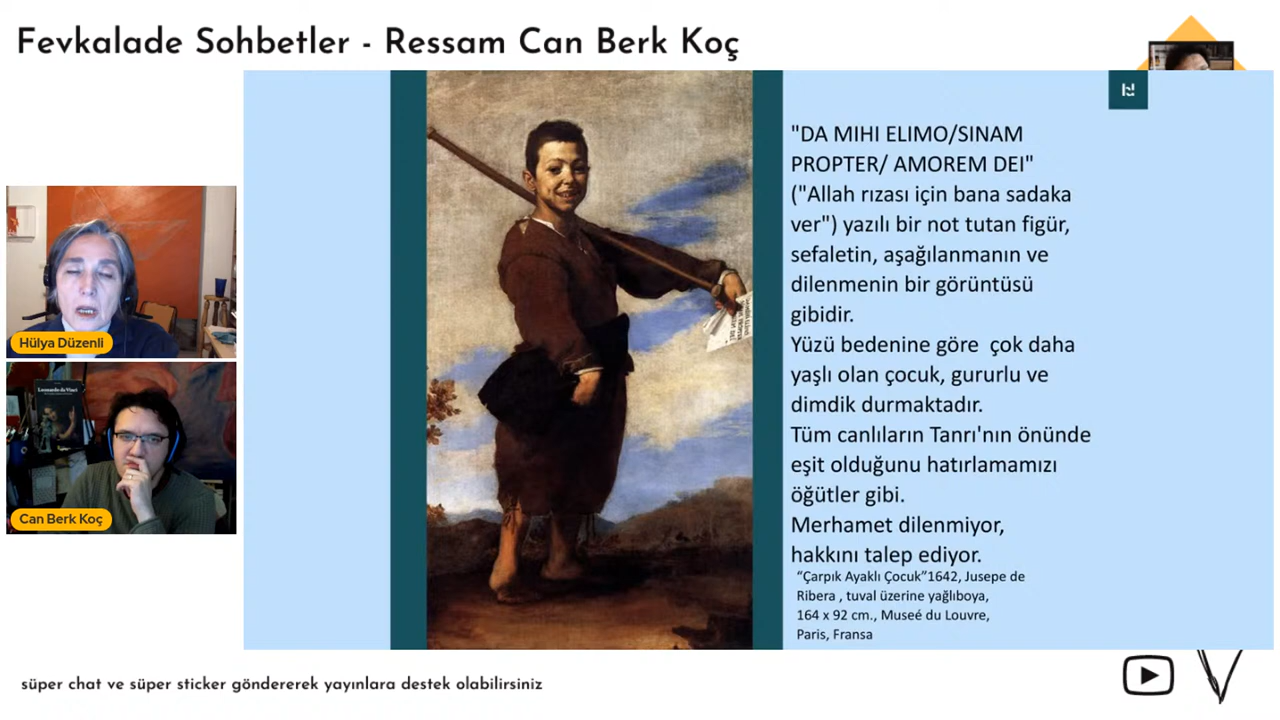 Fevkalade Sohbetler - Ressam Can Berk Koç
"DA MIHI ELIMO/SINAM
PROPTER/ AMOREM DEI"
("Allah rızası için bana sadaka
ver") yazılı bir not tutan figür,
sefaletin, aşağılanmanın ve
dilenmenin bir görüntüsü
gibidir.
Yüzü bedenine göre çok daha
yaşlı olan çocuk, gururlu ve
dimdik durmaktadır.
Tüm canlıların Tanrı'nın önünde
eşit olduğunu hatırlamamızı
öğütler gibi.
Merhamet dilenmiyor,
hakkını talep ediyor.
"Çarpık Ayaklı Çocuk"1642, Jusepe de
Ribera , tuval üzerine yağlıboya,
164 x 92 cm., Museé du Louvre,
Paris, Fransa
Hülya Düzenli
Leonardo da Vinci
Can Berk Koç
süper chat ve süper sticker göndererek yayınlara destek olabilirsiniz